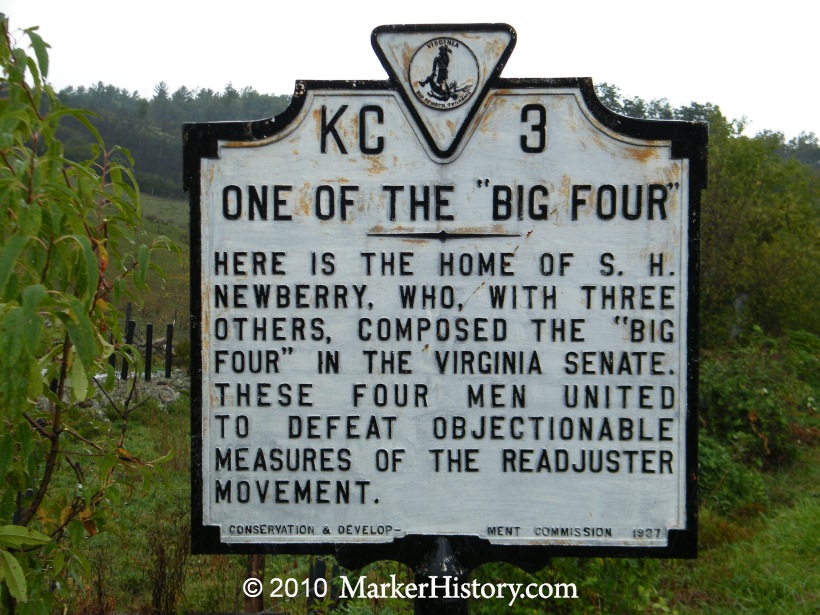 VIRGINIA
KC 3
ONE OF THE "BIG FOUR"
HERE IS THE HOME OF S. H.
NEWBERRY, WHO, WITH THREE
OTHERS, COMPOSED THE "BIG
FOUR" IN THE VIRGINIA SENATE.
THESE FOUR MEN UNITED
TO DEFEAT OBJECTIONABLE
MEASURES OF THE READJUSTER
MOVEMENT.
CONSERVATION & DEVELOP- MENT COMMISSION 1927
© 2010 MarkerHistory.com